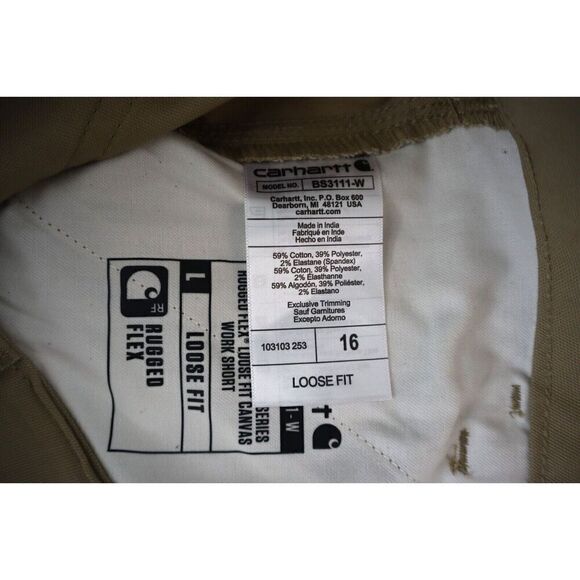 carhartt
MODEL NO. BS3111-W
Carhartt, Inc. P.O. Box 600
Dearborn, MI 48121 USA
carhartt.com
Made in India
Fabriqué en Inde
Hecho en India
59% Cotton, 39% Polyester,
2% Elastane (Spandex)
59% Coton, 39% Polyester,
2% Élasthanne
59% Algodón, 39% Poliéster,
2% Elastano
Exclusive Trimming
Sauf Garnitures
Excepto Adorno
103103 253 16
LOOSE FIT
RF
RUGGED
FLEX
L LOOSE FIT
RUGGED FLEX® LOOSE FIT CANVAS
WORK SHORT
SERIES
1-W
tt